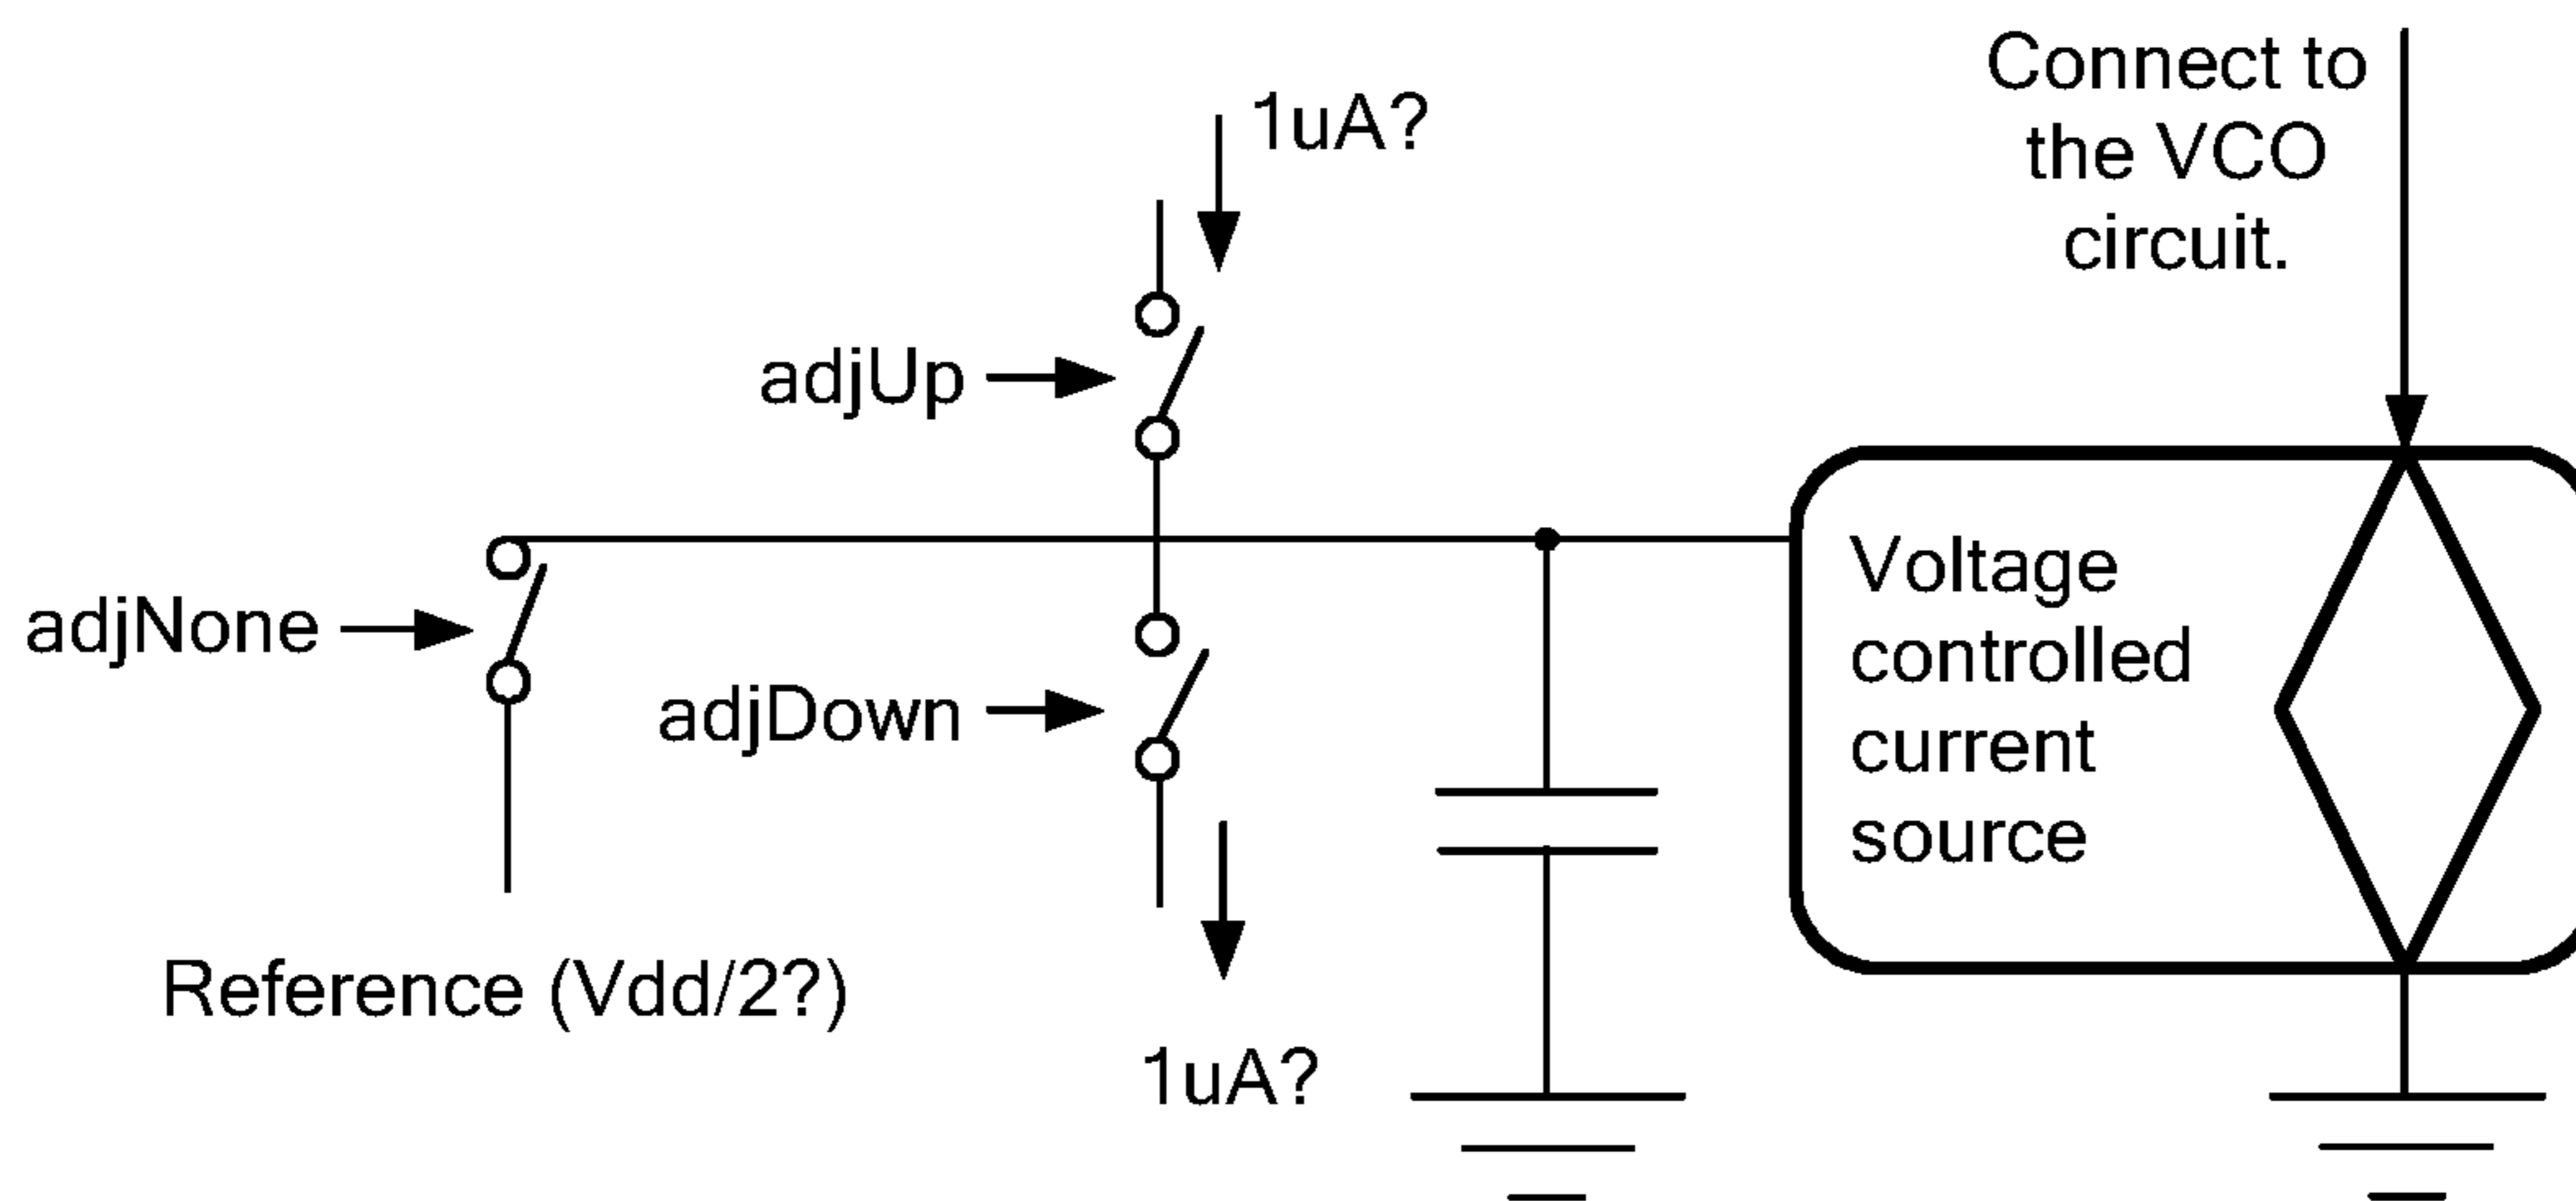 Connect to
the VCO
circuit.
1uA?
adjUp
adjNone
adjDown
Voltage
controlled
current
source
Reference (Vdd/2?)
1uA?